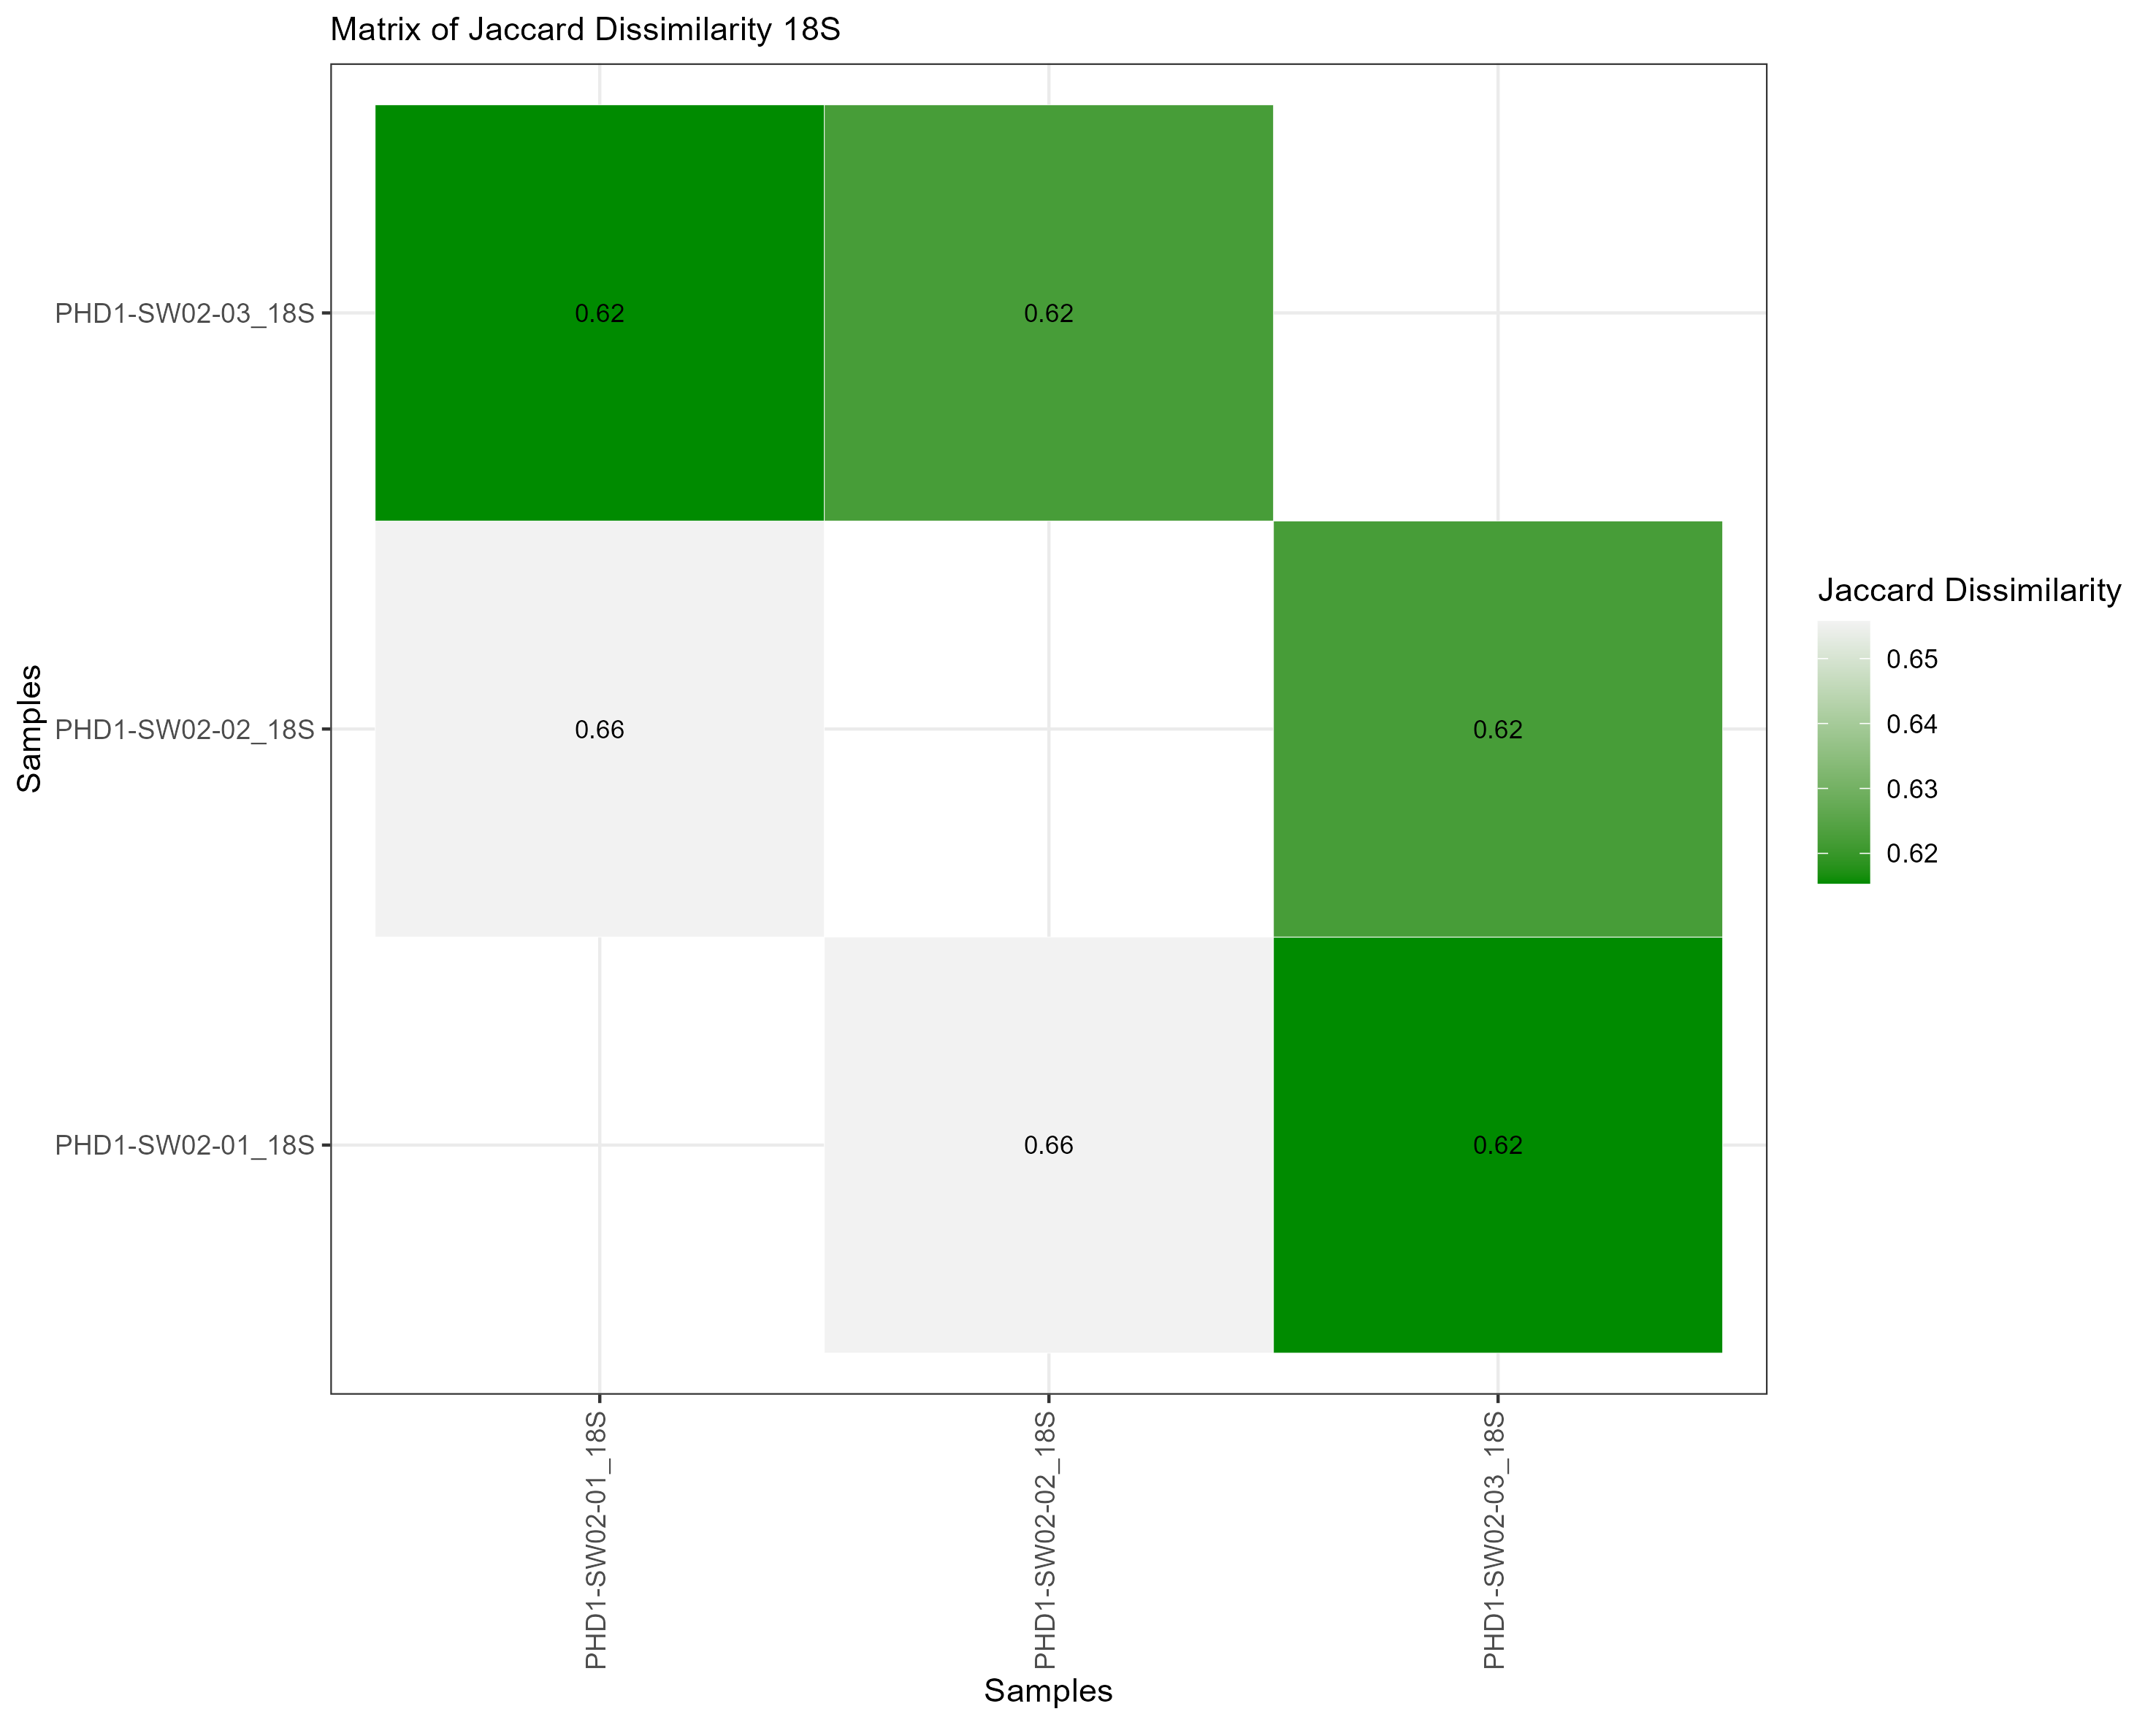 Matrix of Jaccard Dissimilarity 18S
PHD1-SW02-03_18S
0.62
0.62
PHD1-SW02-02_18S
0.66
0.62
PHD1-SW02-01_18S
0.66
0.62
Samples
PHD1-SW02-01_18S
PHD1-SW02-02_18S
PHD1-SW02-03_18S
Samples
Jaccard Dissimilarity
0.65
0.64
0.63
0.62